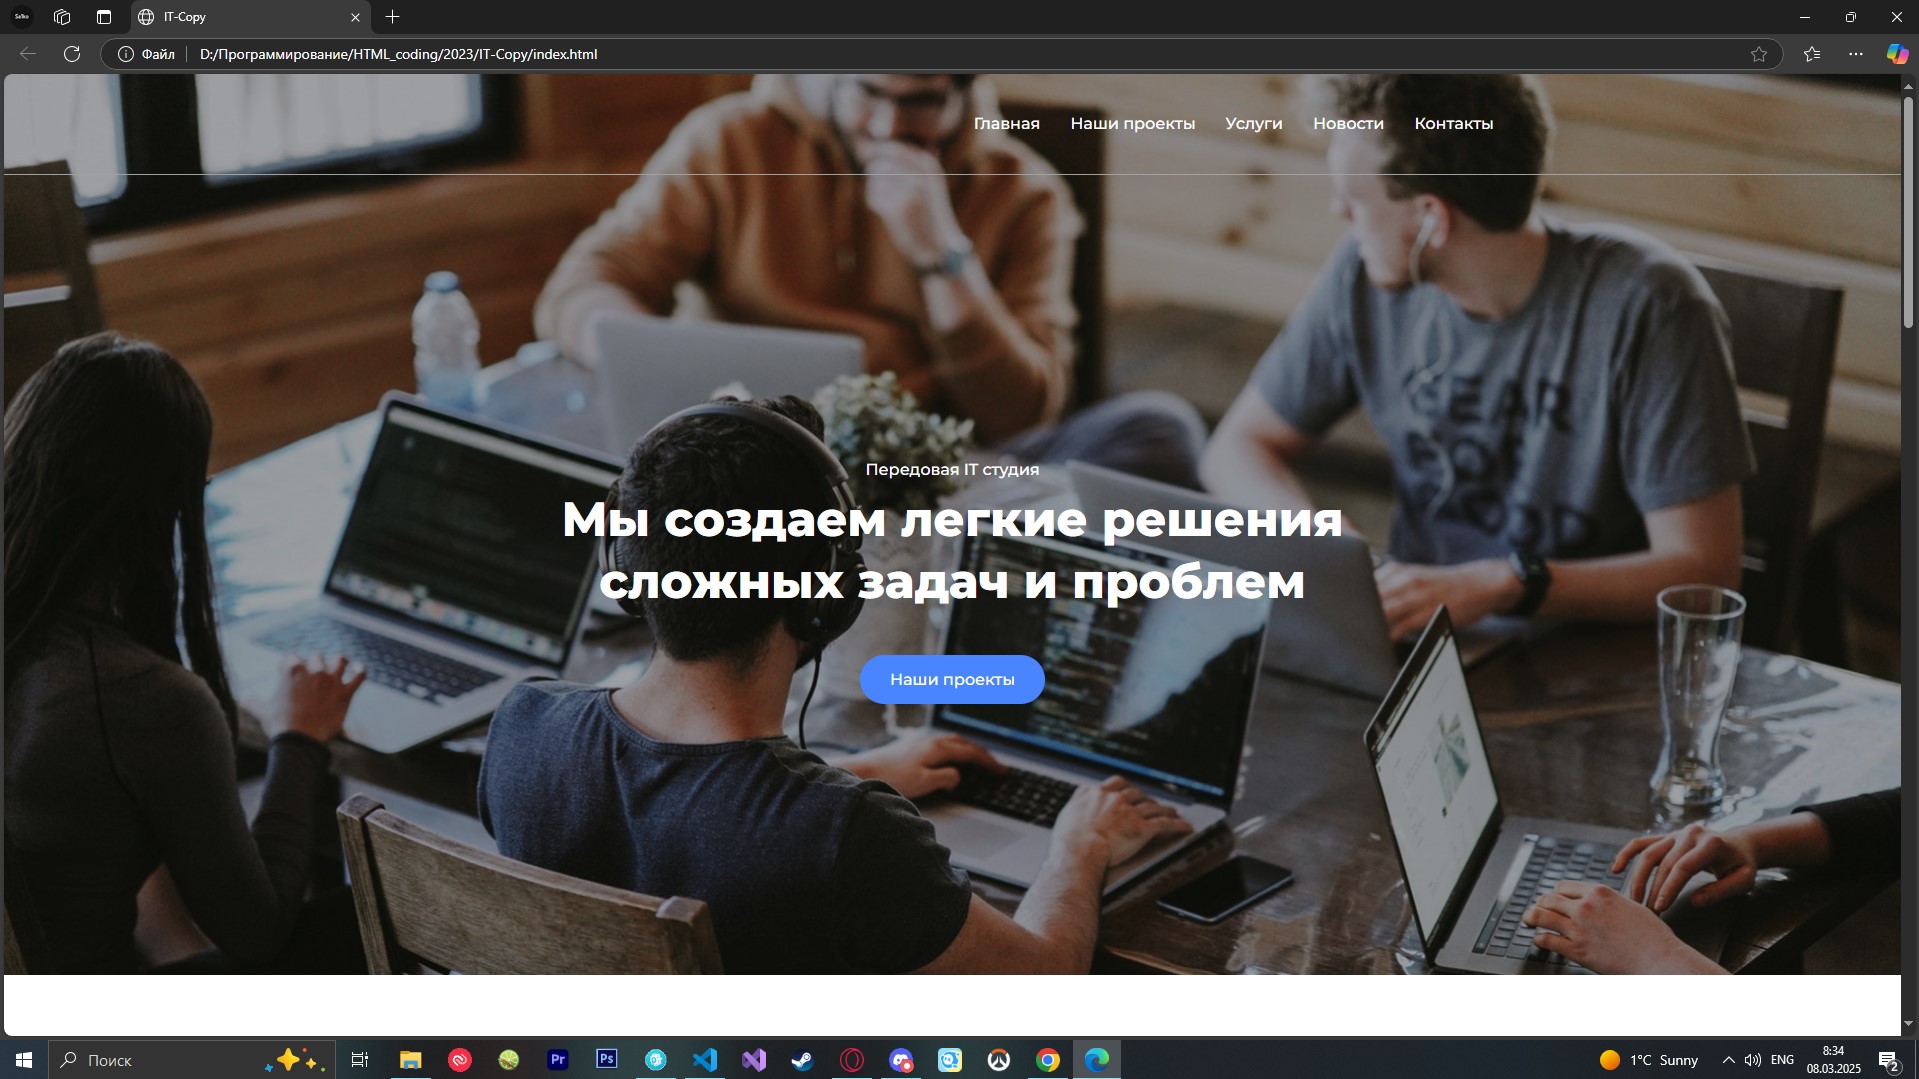 IT-Copy
Файл
D:/Программирование/HTML_coding/2023/IT-Copy/index.html
Главная Наши проекты Услуги Новости Контакты
GEAR
Передовая IT студия
Мы создаем легкие решения
сложных задач и проблем
Наши проекты
Поиск
Pr
Ps
1°C Sunny
ENG
8:34
08.03.2025
2